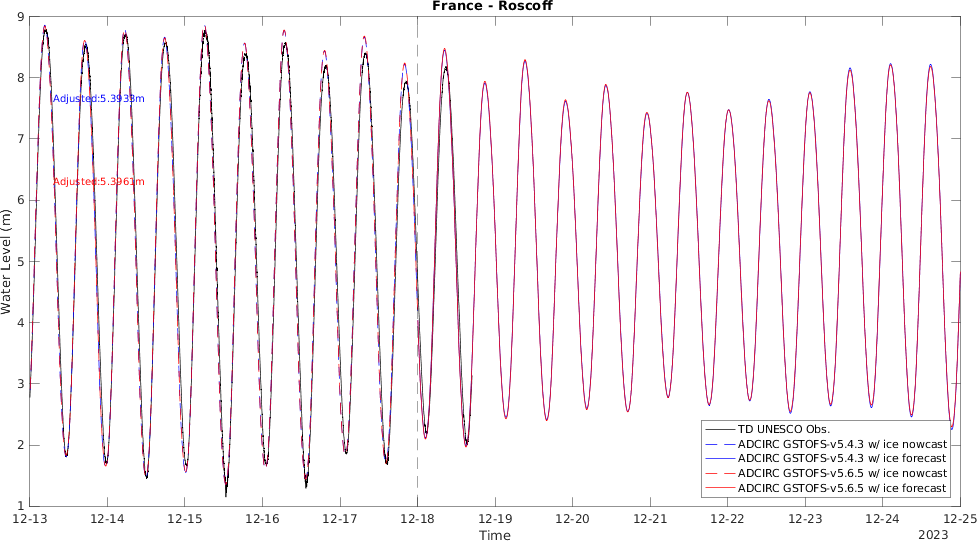 France - Roscoff
9
8
7
6
5
4
3
2
1
Water Level (m)
Adjusted:5.3933m
Adjusted:5.3961m
TD UNESCO Obs.
ADCIRC GSTOFS-v5.4.3 w/ ice nowcast
ADCIRC GSTOFS-v5.4.3 w/ ice forecast
ADCIRC GSTOFS-v5.6.5 w/ ice nowcast
ADCIRC GSTOFS-v5.6.5 w/ ice forecast
12-13 12-14 12-15 12-16 12-17 12-18 12-19 12-20 12-21 12-22 12-23 12-24 12-25
Time
2023